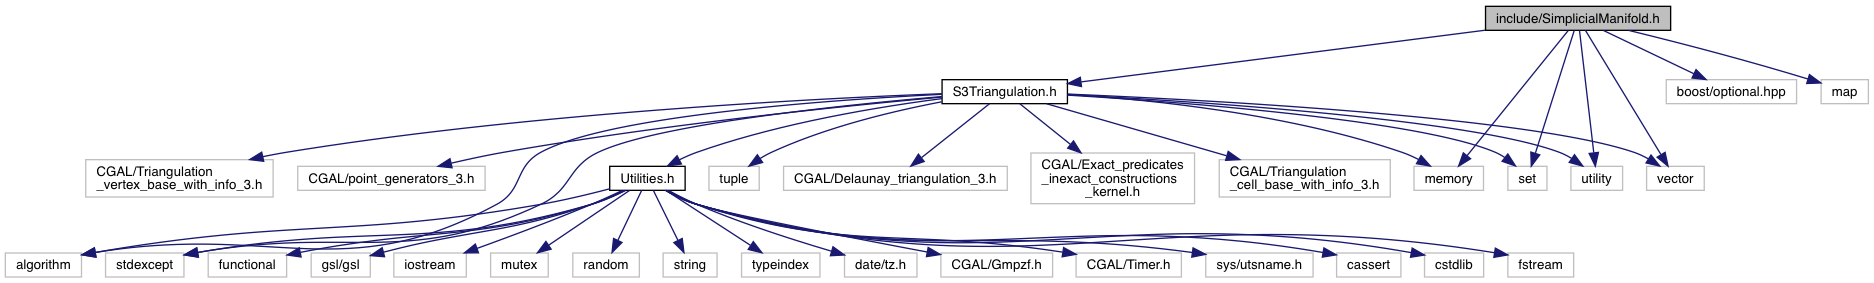 include/SimplicialManifold.h
S3Triangulation.h
boost/optional.hpp
map
CGAL/Triangulation
_vertex_base_with_info_3.h
CGAL/point_generators_3.h
Utilities.h
tuple
CGAL/Delaunay_triangulation_3.h
CGAL/Exact_predicates
_inexact_constructions
_kernel.h
CGAL/Triangulation
_cell_base_with_info_3.h
memory
set
utility
vector
algorithm
stdexcept
functional
gsl/gsl
iostream
mutex
random
string
typeindex
date/tz.h
CGAL/Gmpzf.h
CGAL/Timer.h
sys/utsname.h
cassert
cstdlib
fstream